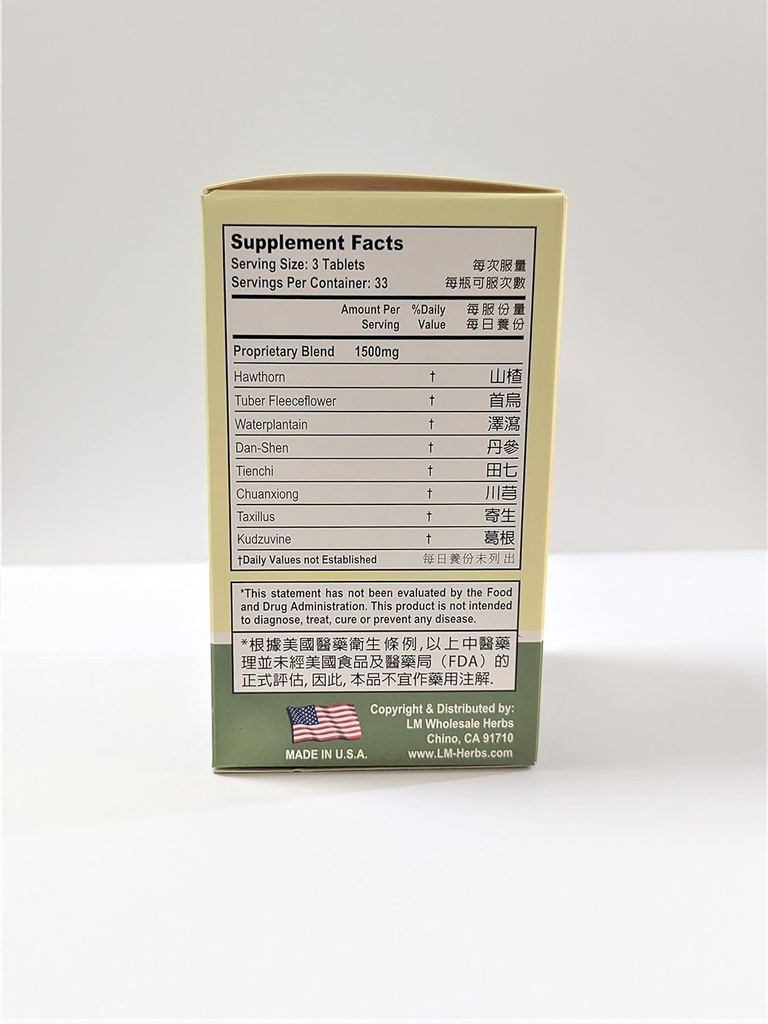 Supplement Facts
Serving Size: 3 Tablets 每次服量
Servings Per Container: 33 每瓶可服次數
Amount Per %Daily 每服份量
Serving Value 每日養份
Proprietary Blend 1500mg
Hawthorn † 山楂
Tuber Fleeceflower † 首烏
Waterplantain † 澤瀉
Dan-Shen † 丹參
Tienchi † 田七
Chuanxiong † 川芎
Taxillus † 寄生
Kudzuvine † 葛根
†Daily Values not Established 每日養份未列出
*This statement has not been evaluated by the Food
and Drug Administration. This product is not intended
to diagnose, treat, cure or prevent any disease.
*根據美國醫藥衛生條例,以上中醫藥
理並未經美國食品及醫藥局（FDA）的
正式評估, 因此, 本品不宜作藥用注解.
Copyright & Distributed by:
LM Wholesale Herbs
Chino, CA 91710
MADE IN U.S.A. www.LM-Herbs.com